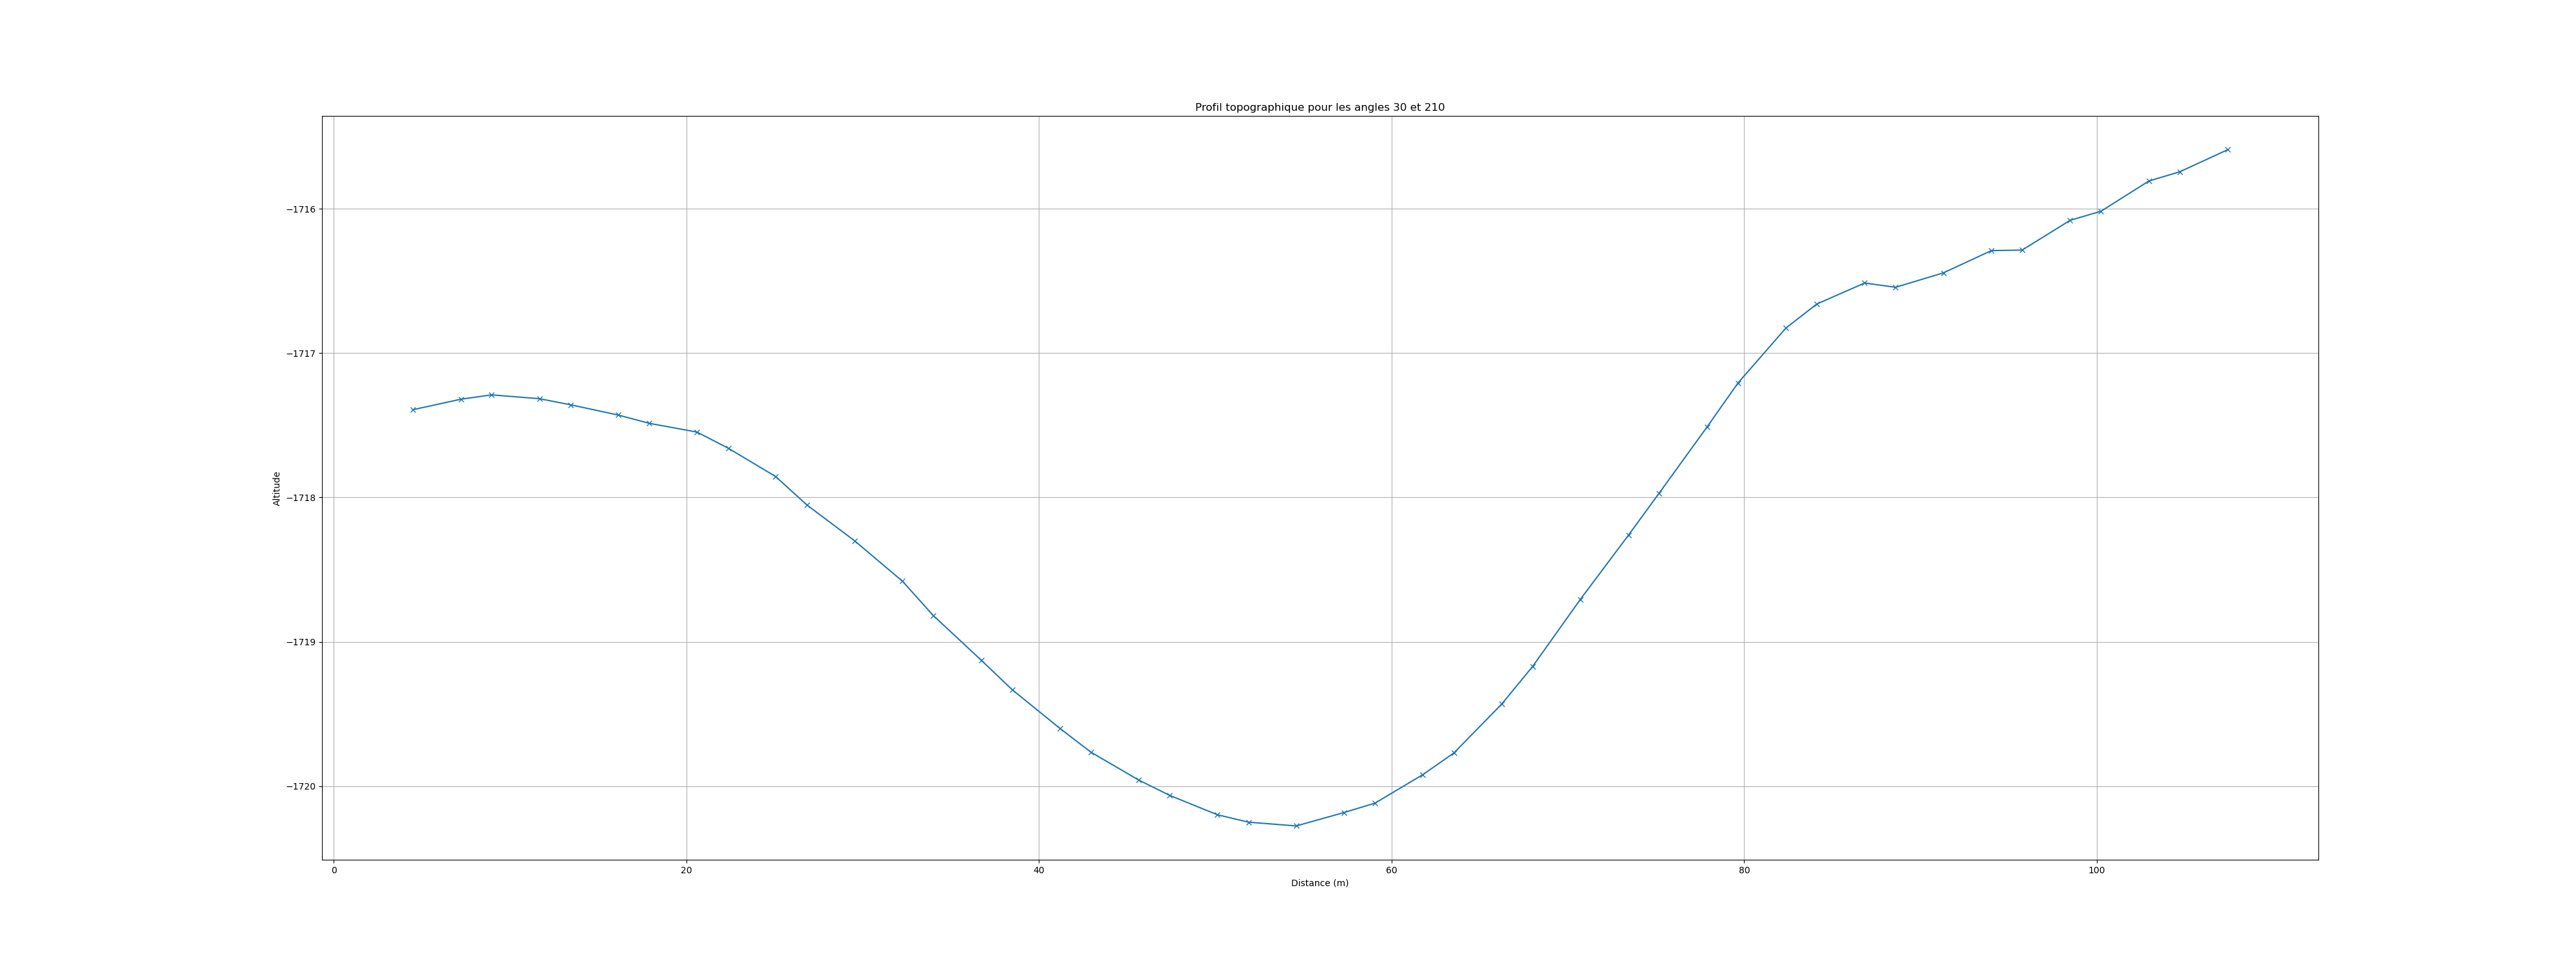 Profil topographique pour les angles 30 et 210
Altitude
−1716
−1717
−1718
−1719
−1720
0 20 40 60 80 100
Distance (m)